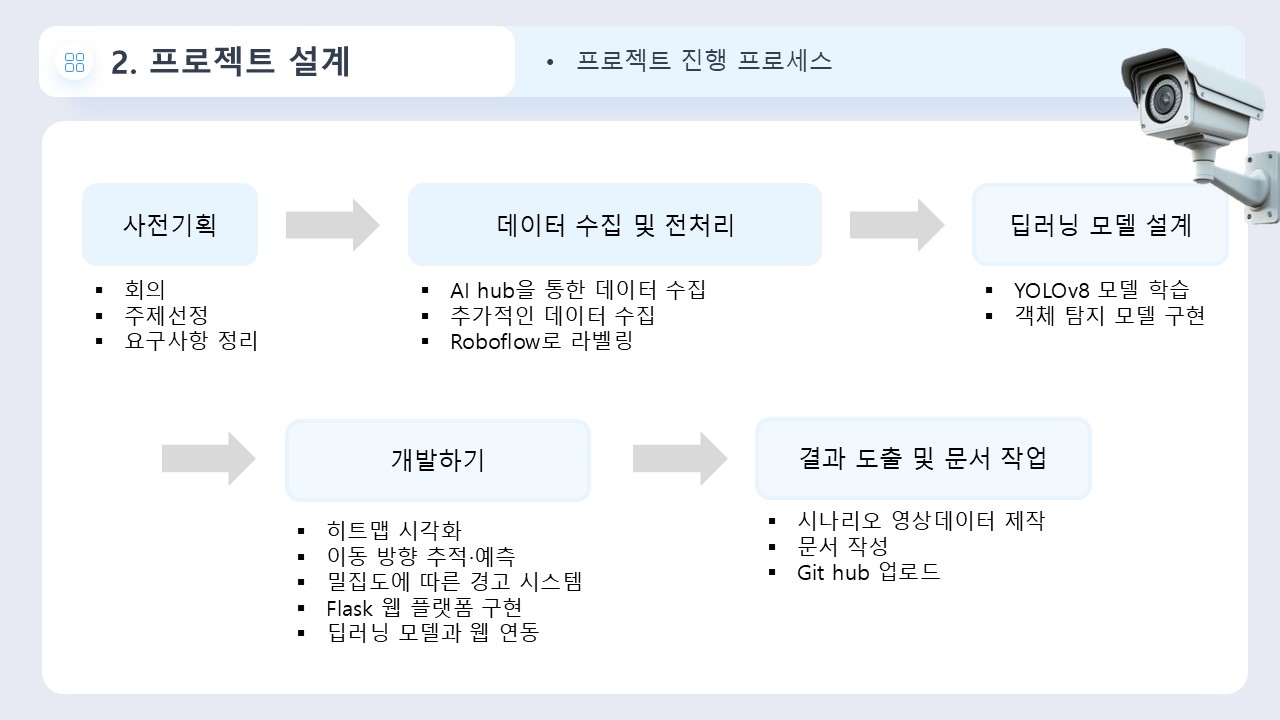 2. 프로젝트 설계
• 프로젝트 진행 프로세스
사전기획
▪ 회의
▪ 주제선정
▪ 요구사항 정리
데이터 수집 및 전처리
▪ AI hub을 통한 데이터 수집
▪ 추가적인 데이터 수집
▪ Roboflow로 라벨링
딥러닝 모델 설계
▪ YOLOv8 모델 학습
▪ 객체 탐지 모델 구현
개발하기
▪ 히트맵 시각화
▪ 이동 방향 추적·예측
▪ 밀집도에 따른 경고 시스템
▪ Flask 웹 플랫폼 구현
▪ 딥러닝 모델과 웹 연동
결과 도출 및 문서 작업
▪ 시나리오 영상데이터 제작
▪ 문서 작성
▪ Git hub 업로드